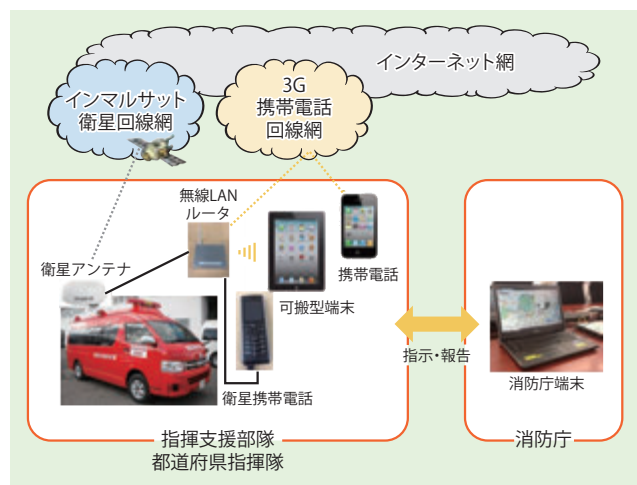 インターネット網
インマルサット
衛星回線網
3G
携帯電話
回線網
無線LAN
ルータ
衛星アンテナ
携帯電話
可搬型端末
衛星携帯電話
指示・報告
消防庁端末
指揮支援部隊
都道府県指揮隊
消防庁